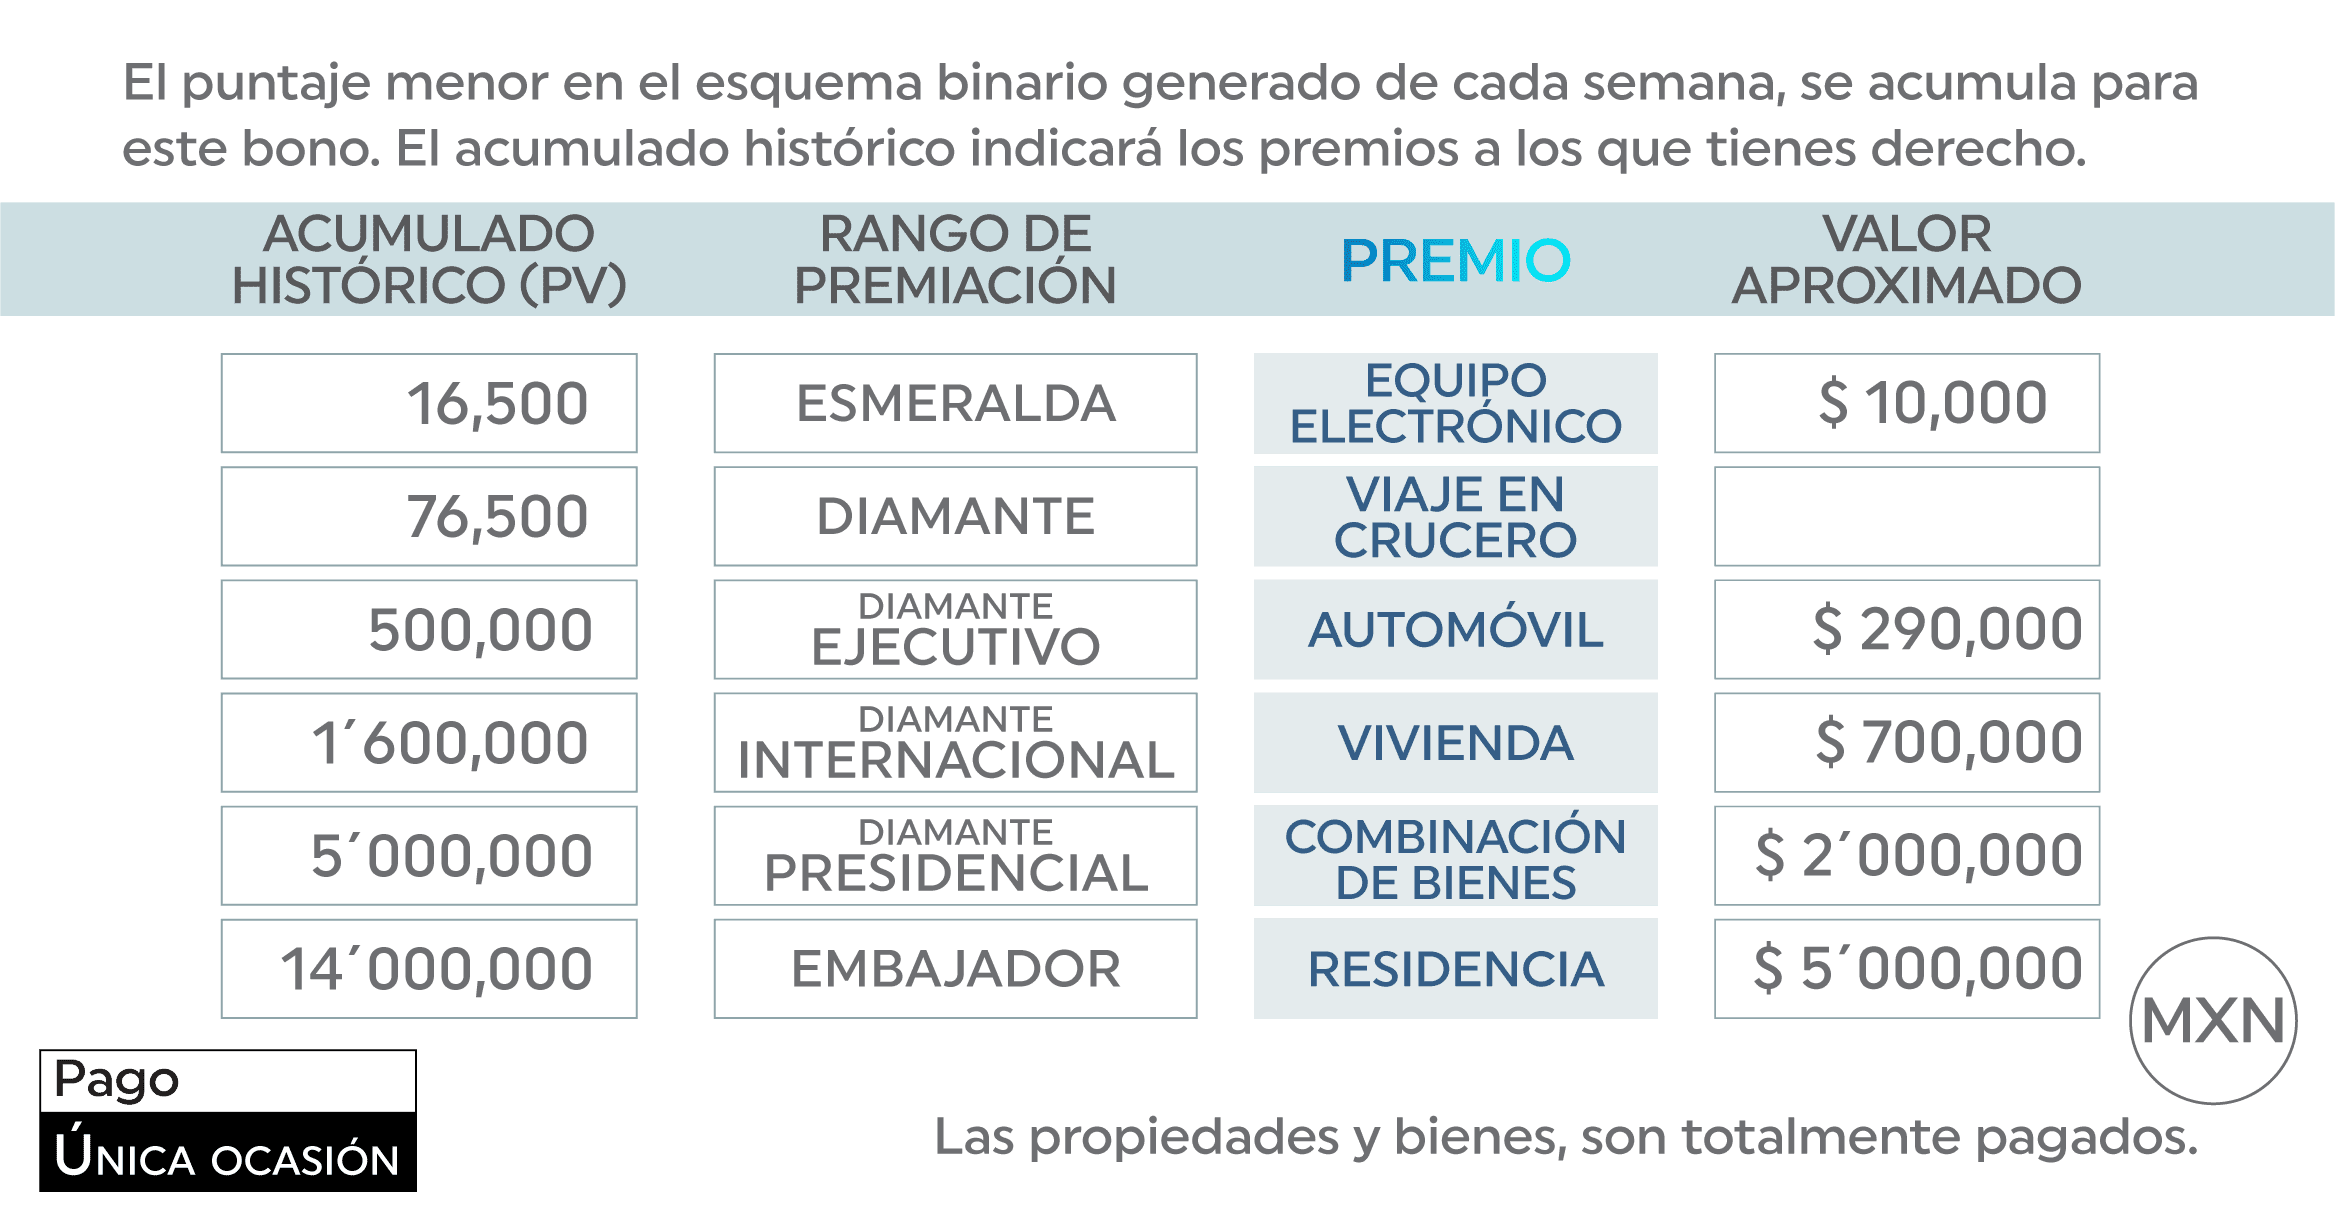 El puntaje menor en el esquema binario generado de cada semana, se acumula para
este bono. El acumulado histórico indicará los premios a los que tienes derecho.
ACUMULADO HISTÓRICO (PV)
RANGO DE PREMIACIÓN
PREMIO
VALOR APROXIMADO
16,500 ESMERALDA EQUIPO ELECTRÓNICO $ 10,000
76,500 DIAMANTE VIAJE EN CRUCERO
500,000 DIAMANTE EJECUTIVO AUTOMÓVIL $ 290,000
1´600,000 DIAMANTE INTERNACIONAL VIVIENDA $ 700,000
5´000,000 DIAMANTE PRESIDENCIAL COMBINACIÓN DE BIENES $ 2´000,000
14´000,000 EMBAJADOR RESIDENCIA $ 5´000,000
MXN
Pago
ÚNICA OCASIÓN
Las propiedades y bienes, son totalmente pagados.